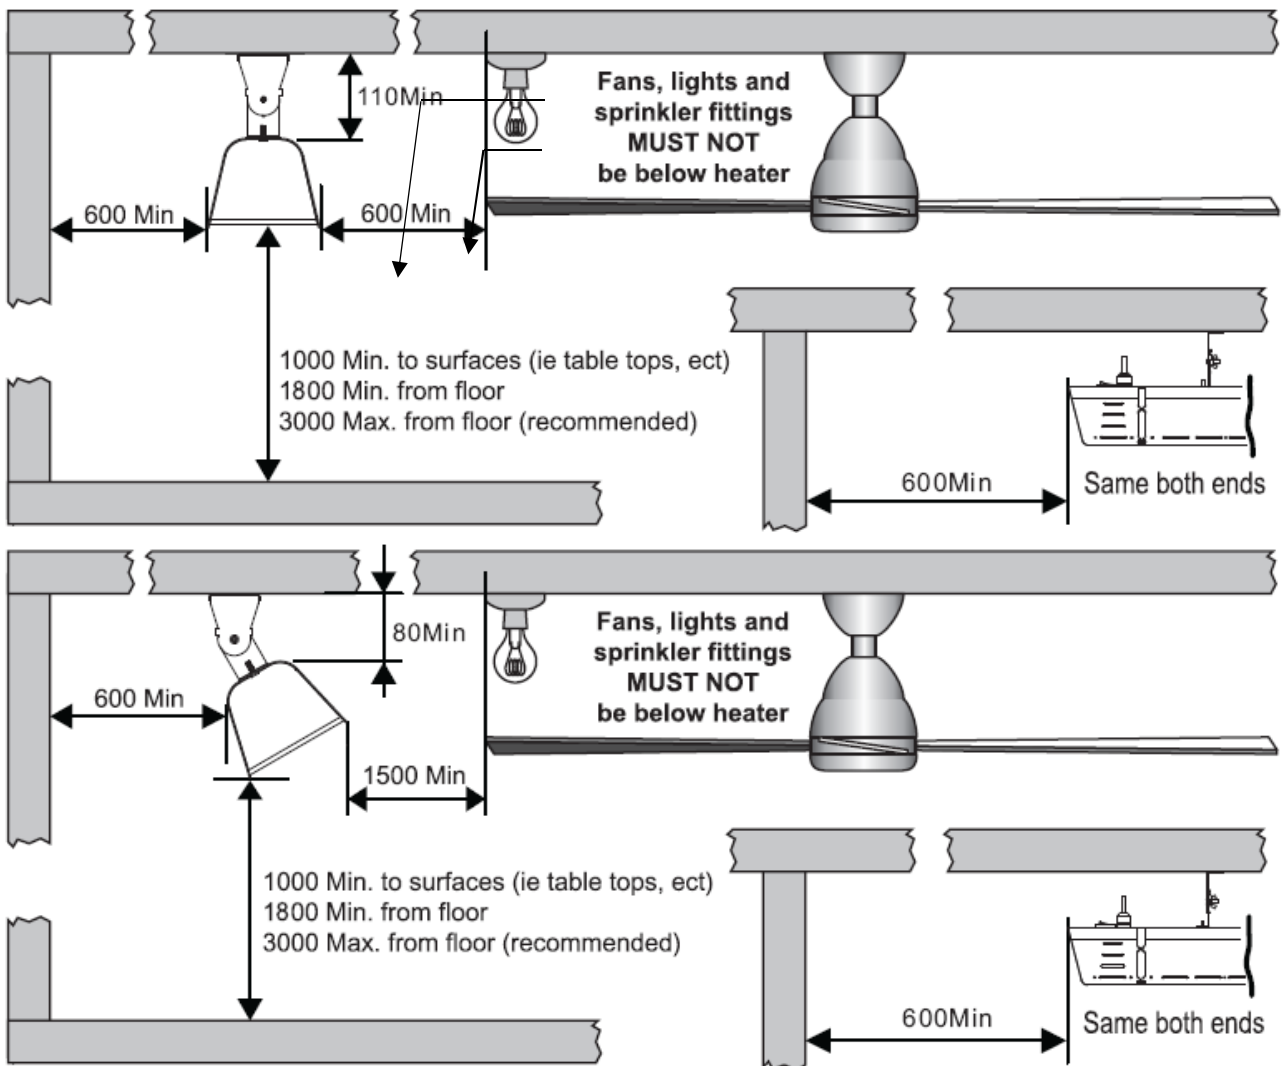 110Min
Fans, lights and
sprinkler fittings
MUST NOT
be below heater
600 Min
600 Min
1000 Min. to surfaces (ie table tops, ect)
1800 Min. from floor
3000 Max. from floor (recommended)
600Min
Same both ends
80Min
Fans, lights and
sprinkler fittings
MUST NOT
be below heater
600 Min
1500 Min
1000 Min. to surfaces (ie table tops, ect)
1800 Min. from floor
3000 Max. from floor (recommended)
600Min
Same both ends